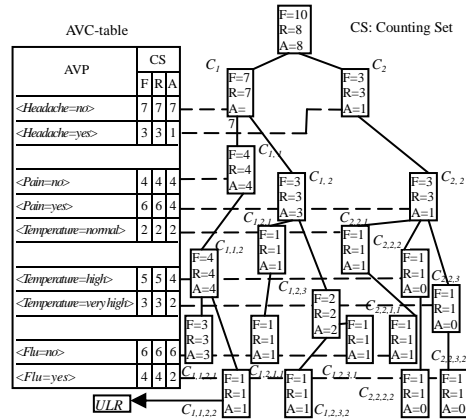 AVC-table
CS: Counting Set
AVP
CS
F R A
<Headache=no> 7 7 7
<Headache=yes> 3 3 1
<Pain=no> 4 4 4
<Pain=yes> 6 6 4
<Temperature=normal> 2 2 2
<Temperature=high> 5 5 4
<Temperature=very high> 3 3 2
<Flu=no> 6 6 6
<Flu=yes> 4 4 2
ULR
F=10
R=8
A=8
C1
F=7
R=7
A=
7
C2
F=3
R=3
A=1
C1,1
F=4
R=4
A=4
C1,2
F=3
R=3
A=3
C2,2
F=3
R=3
A=1
C1,1,2
F=4
R=4
A=4
C1,2,1
F=1
R=1
A=1
C1,2,3
F=2
R=2
A=2
C2,2,1
F=1
R=1
A=1
C2,2,2
F=1
R=1
A=0
C2,2,3
F=1
R=1
A=0
C1,1,2,1
F=3
R=3
A=3
C1,1,2,2
F=1
R=1
A=1
C1,2,1,1
F=1
R=1
A=1
C1,2,3,1
F=1
R=1
A=1
C1,2,3,2
F=1
R=1
A=1
C2,2,1,1
F=1
R=1
A=1
C2,2,2,2
F=1
R=1
A=0
C2,2,3,2
F=1
R=1
A=0